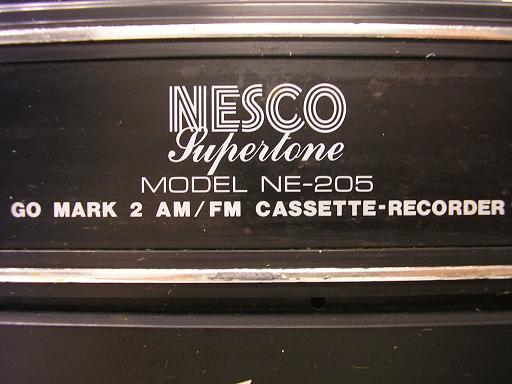 NESCO
Supertone
MODEL NE-205
GO MARK 2 AM/FM CASSETTE-RECORDER